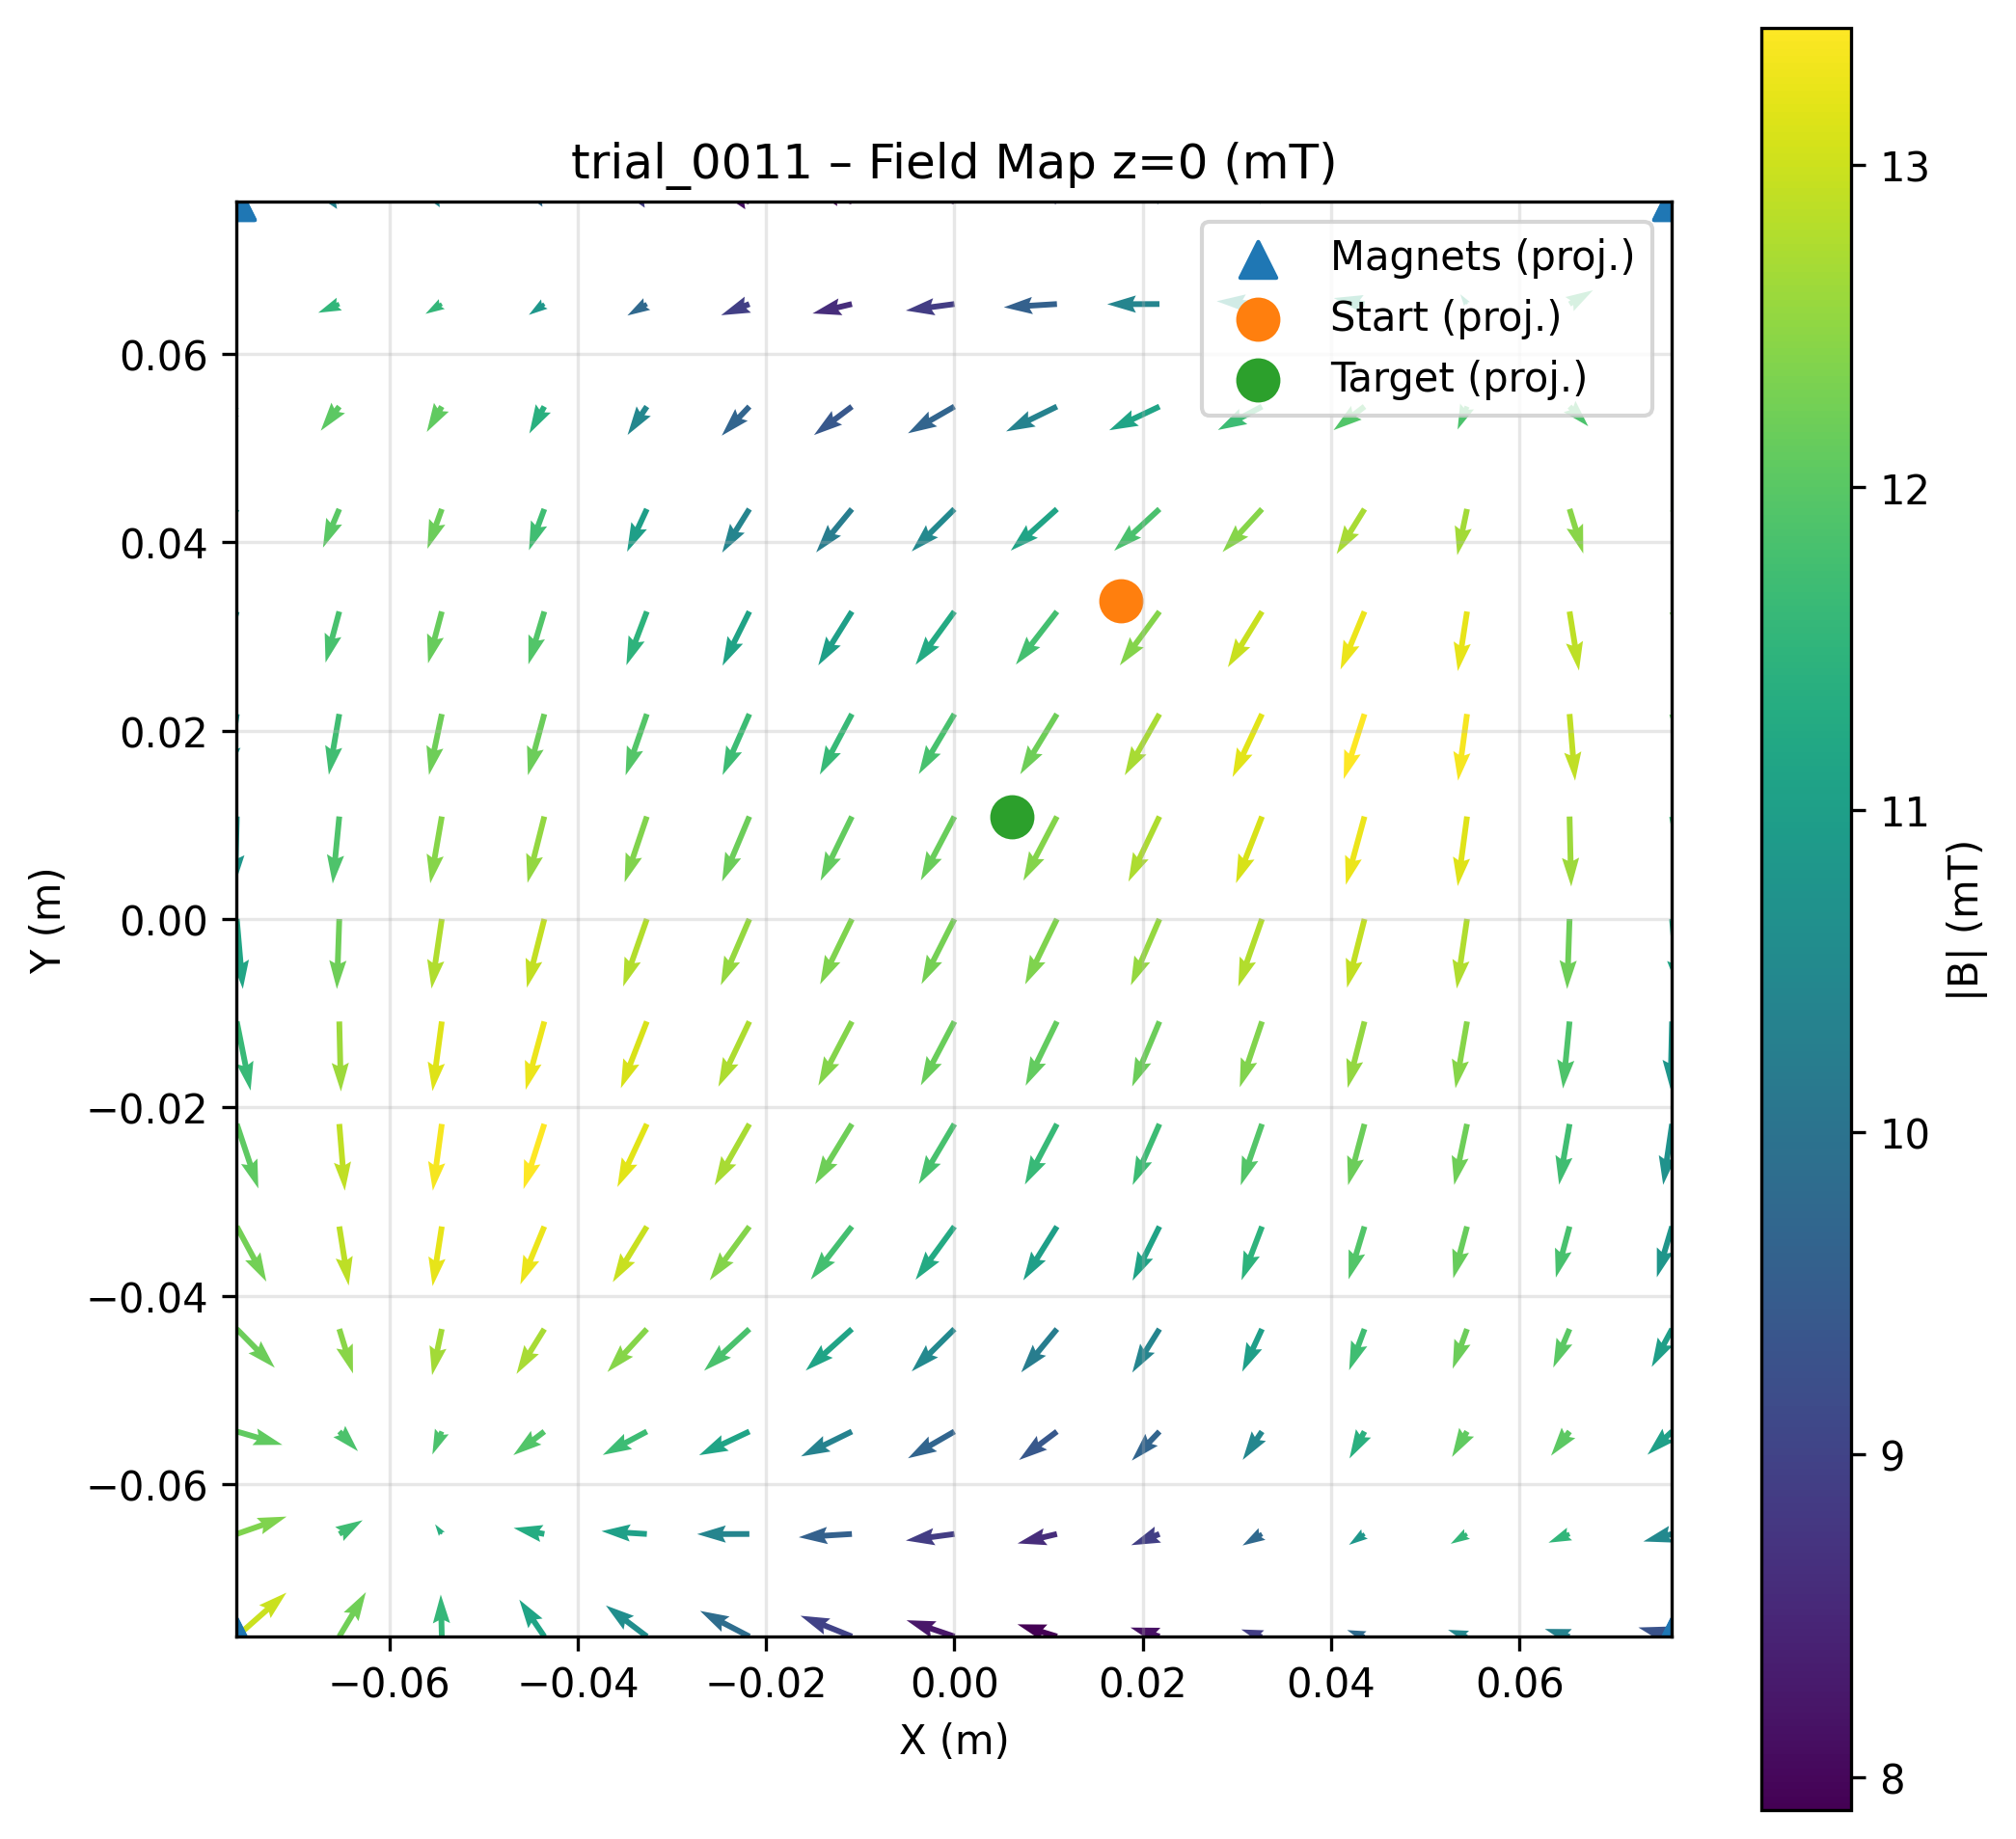 trial_0011 – Field Map z=0 (mT)
Magnets (proj.)
Start (proj.)
Target (proj.)
0.06
0.04
0.02
0.00
−0.02
−0.04
−0.06
Y (m)
−0.06 −0.04 −0.02 0.00 0.02 0.04 0.06
X (m)
13
12
11
10
9
8
|B| (mT)